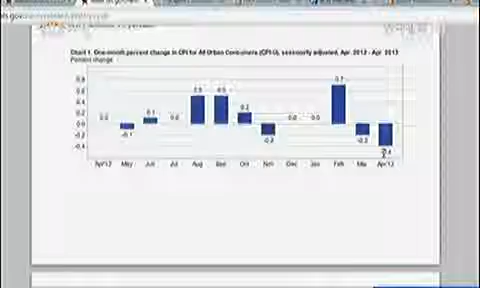 Chart 1. One-month percent change in CPI for All Urban Consumers (CPI-U), seasonally adjusted, Apr. 2012 - Apr. 2013
Percent change
0.8
0.6
0.4
0.2
0.0
-0.2
-0.4
0.0 -0.1 0.1 0.0 0.5 0.5 0.2 -0.2 0.0 0.0 0.7 -0.2
Apr'12 May Jun Jul Aug Sep Oct Nov Dec Jan Feb Mar Apr'13